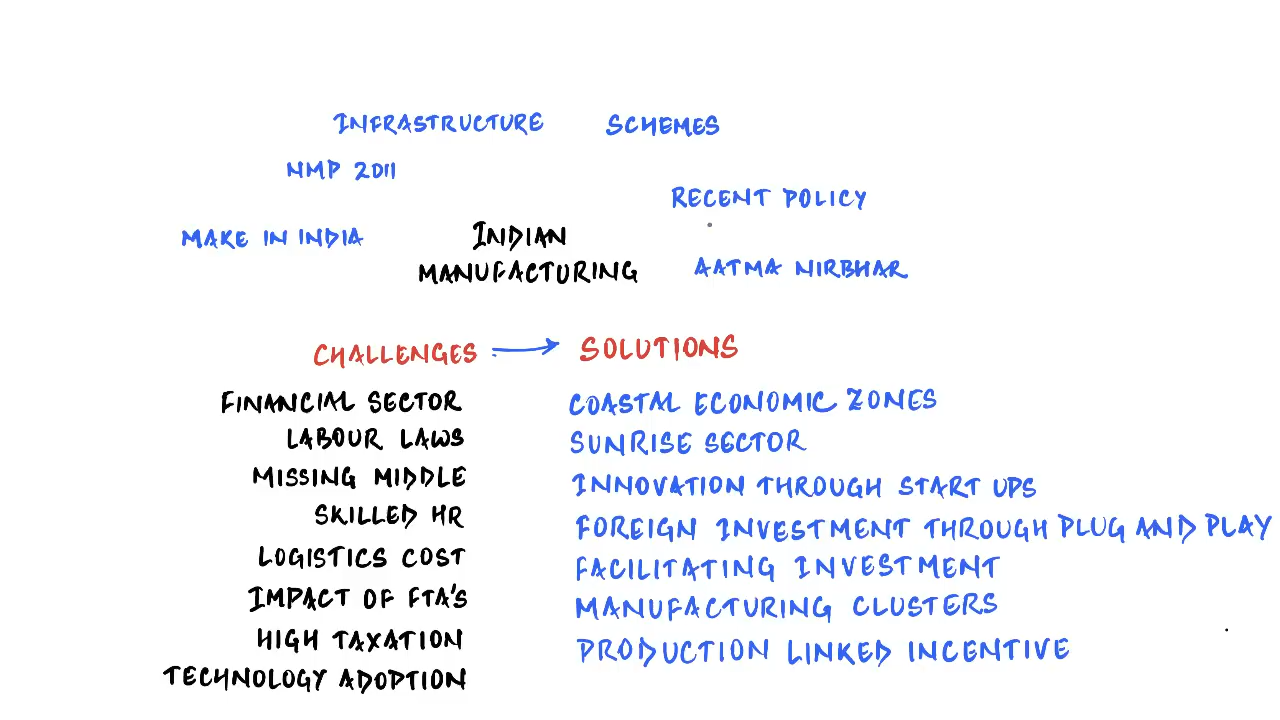 INFRASTRUCTURE SCHEMES
NMP 2011
RECENT POLICY
MAKE IN INDIA
INDIAN
MANUFACTURING
AATMA NIRBHAR
CHALLENGES → SOLUTIONS
FINANCIAL SECTOR
LABOUR LAWS
MISSING MIDDLE
SKILLED HR
LOGISTICS COST
IMPACT OF FTA'S
HIGH TAXATION
TECHNOLOGY ADOPTION
COASTAL ECONOMIC ZONES
SUNRISE SECTOR
INNOVATION THROUGH START UPS
FOREIGN INVESTMENT THROUGH PLUG AND PLAY
FACILITATING INVESTMENT
MANUFACTURING CLUSTERS
PRODUCTION LINKED INCENTIVE